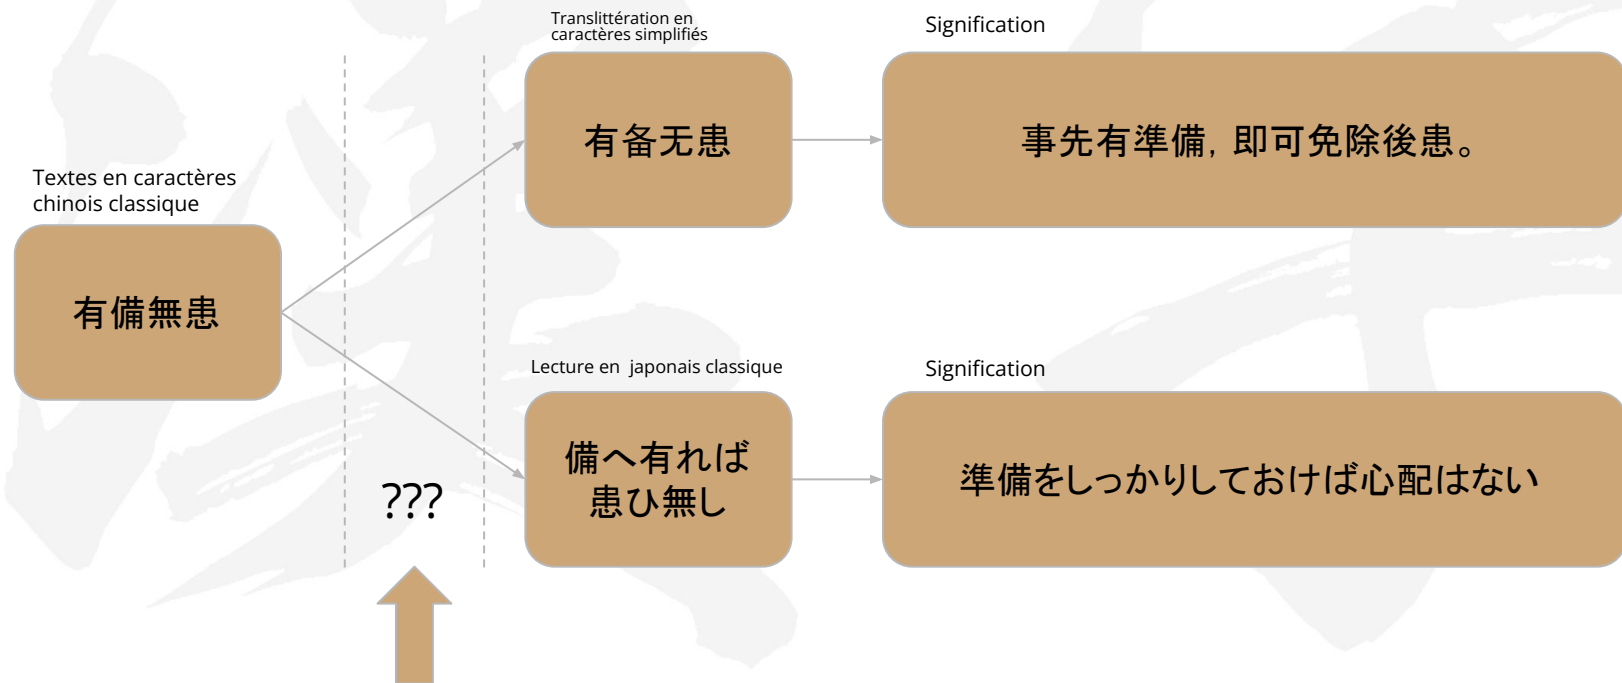 Translittération en
caractères simplifiés
Signification
有备无患
事先有準備，即可免除後患。
Textes en caractères
chinois classique
有備無患
Lecture en japonais classique
Signification
備へ有れば
患ひ無し
準備をしっかりしておけば心配はない
???